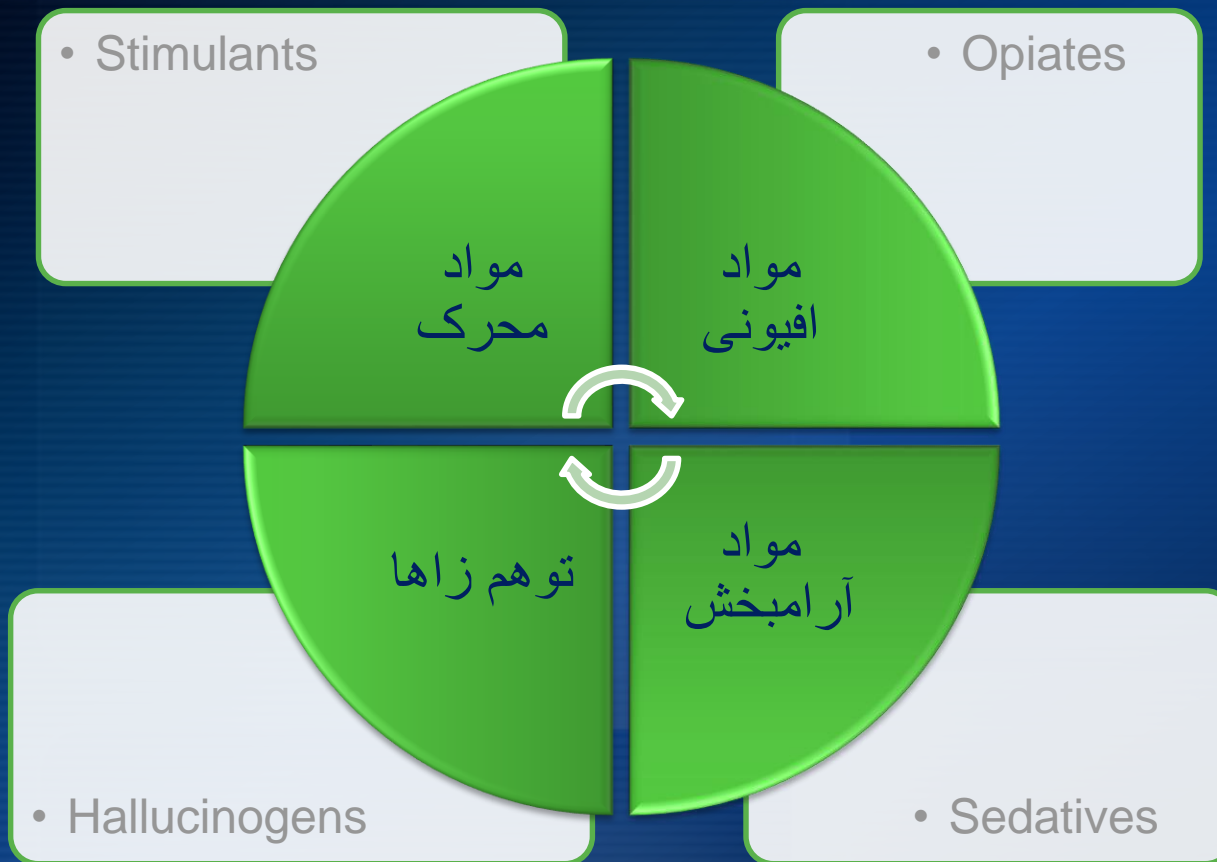 • Stimulants
• Opiates
مواد
محرک
مواد
افیونی
توهم زاها
مواد
آرامبخش
• Hallucinogens
• Sedatives